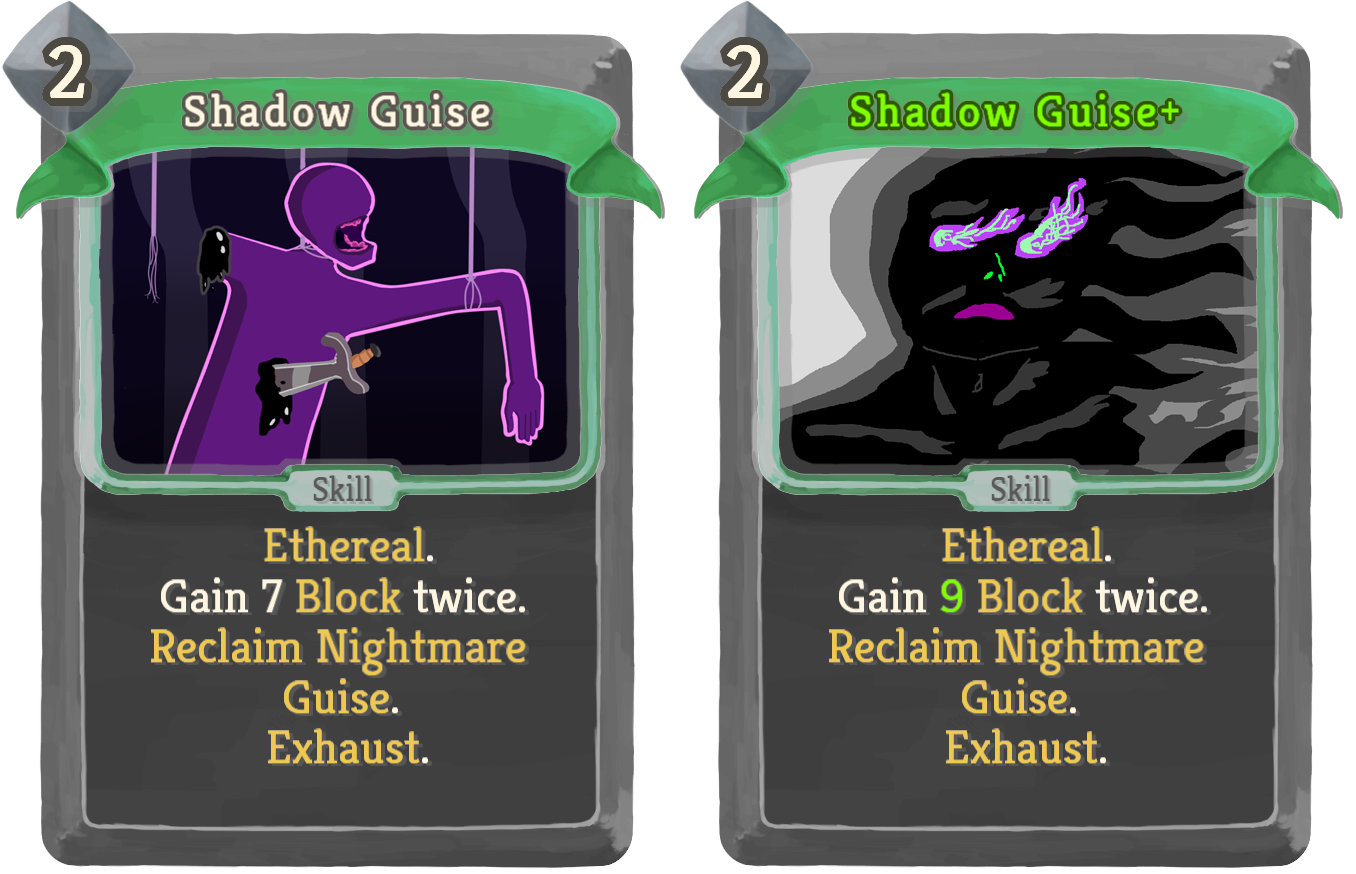 2
Shadow Guise
Skill
Ethereal.
Gain 7 Block twice.
Reclaim Nightmare
Guise.
Exhaust.
2
Shadow Guise+
Skill
Ethereal.
Gain 9 Block twice.
Reclaim Nightmare
Guise.
Exhaust.